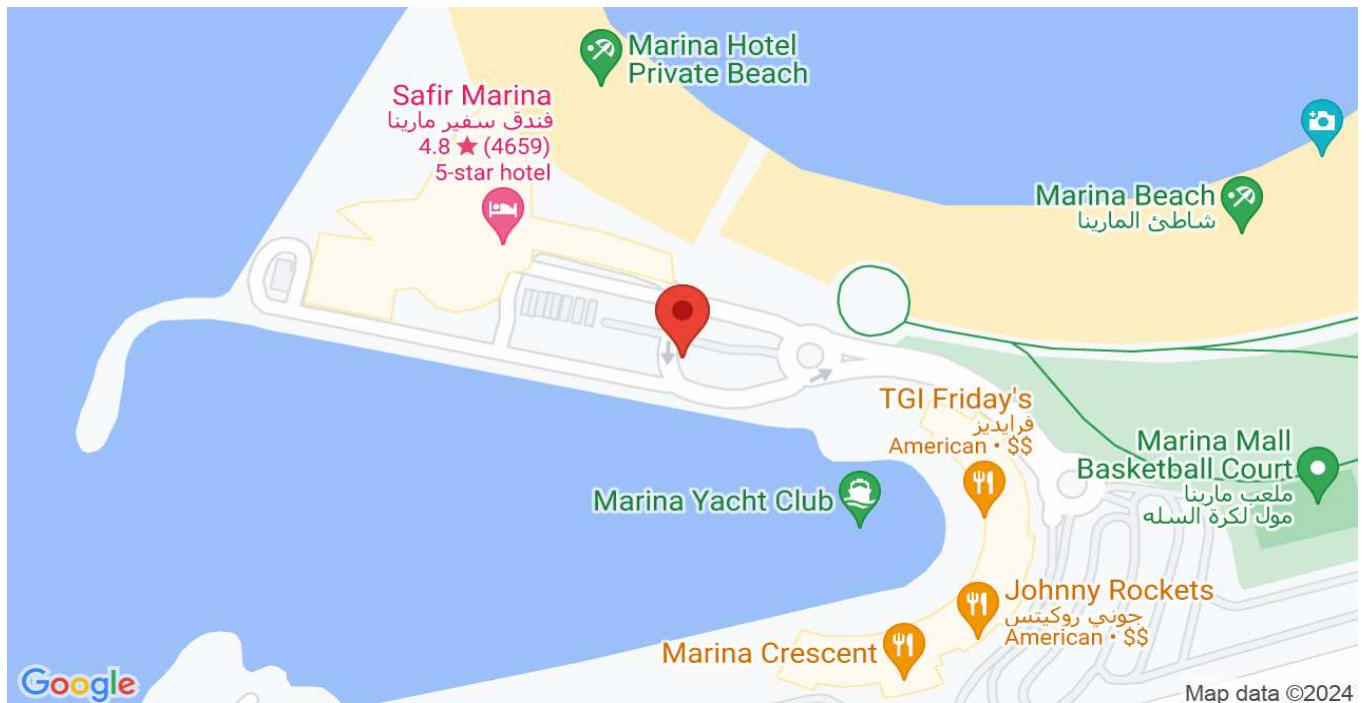 Marina Hotel
Private Beach
Safir Marina
فندق سفير مارينا
4.8 ★ (4659)
5-star hotel
Marina Beach
شاطئ المارينا
TGI Friday's
فرايديز
American • $$
Marina Mall
Basketball Court
ملعب مارينا
مول لكرة السله
Marina Yacht Club
Johnny Rockets
جوني روكيتس
American • $$
Marina Crescent
Google
Map data ©2024